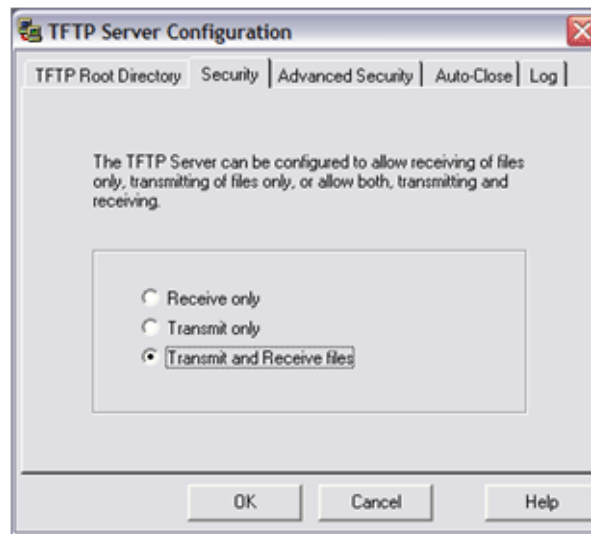 TFTP Server Configuration
TFTP Root Directory Security Advanced Security Auto-Close Log
The TFTP Server can be configured to allow receiving of files
only, transmitting of files only, or allow both, transmitting and
receiving.
Receive only
Transmit only
Transmit and Receive files
OK Cancel Help